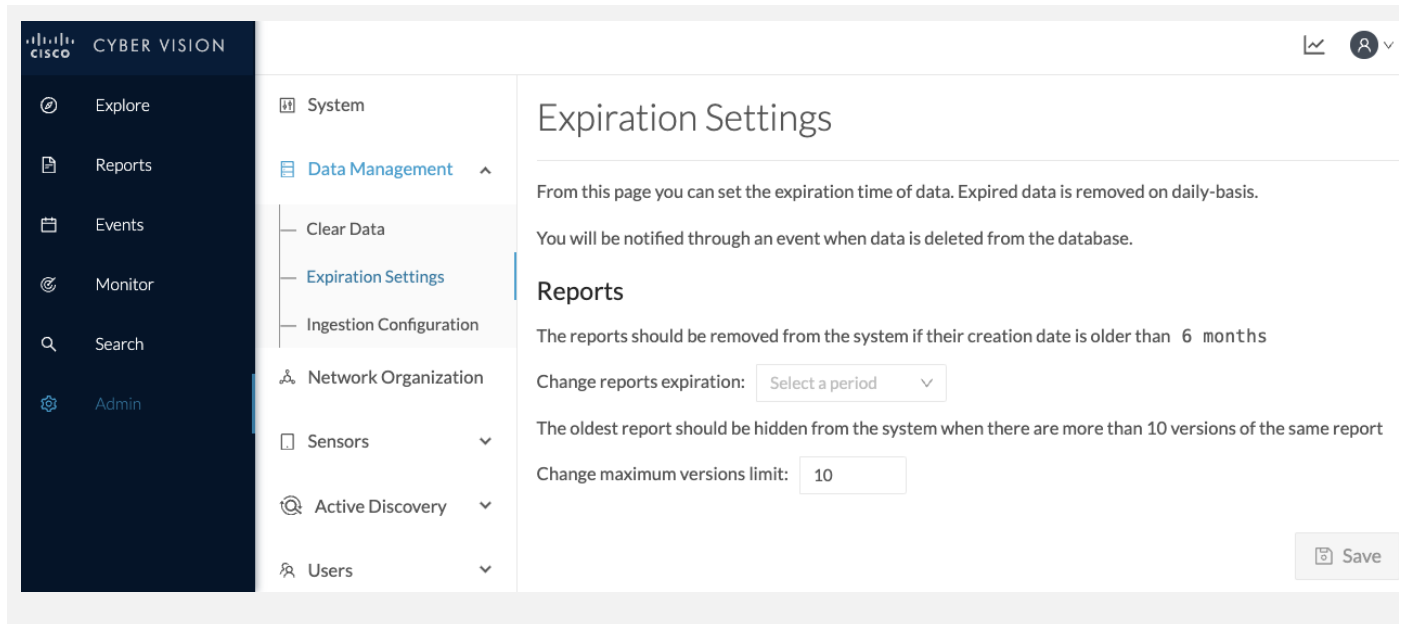 CISCO CYBER VISION
Explore
Reports
Events
Monitor
Search
Admin
System
Data Management
Clear Data
Expiration Settings
Ingestion Configuration
Network Organization
Sensors
Active Discovery
Users
Expiration Settings
From this page you can set the expiration time of data. Expired data is removed on daily-basis.
You will be notified through an event when data is deleted from the database.
Reports
The reports should be removed from the system if their creation date is older than 6 months
Change reports expiration: Select a period
The oldest report should be hidden from the system when there are more than 10 versions of the same report
Change maximum versions limit: 10
Save